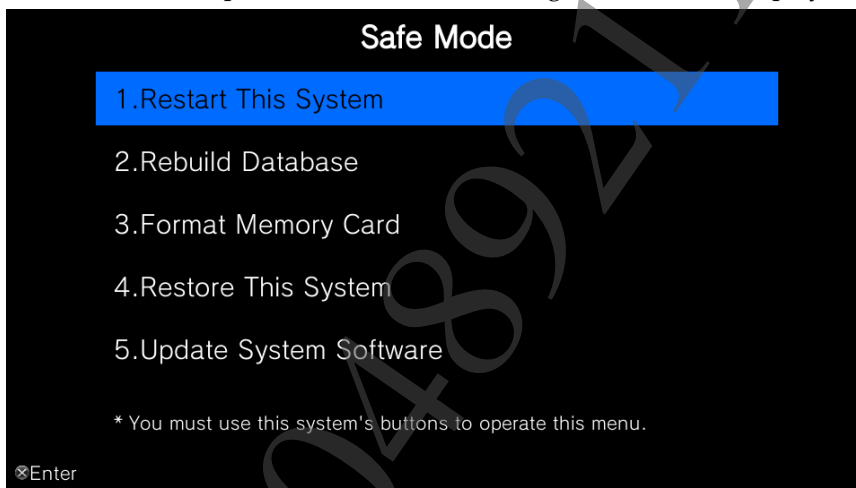 Safe Mode
1.Restart This System
2.Rebuild Database
3.Format Memory Card
4.Restore This System
5.Update System Software
* You must use this system's buttons to operate this menu.
Enter